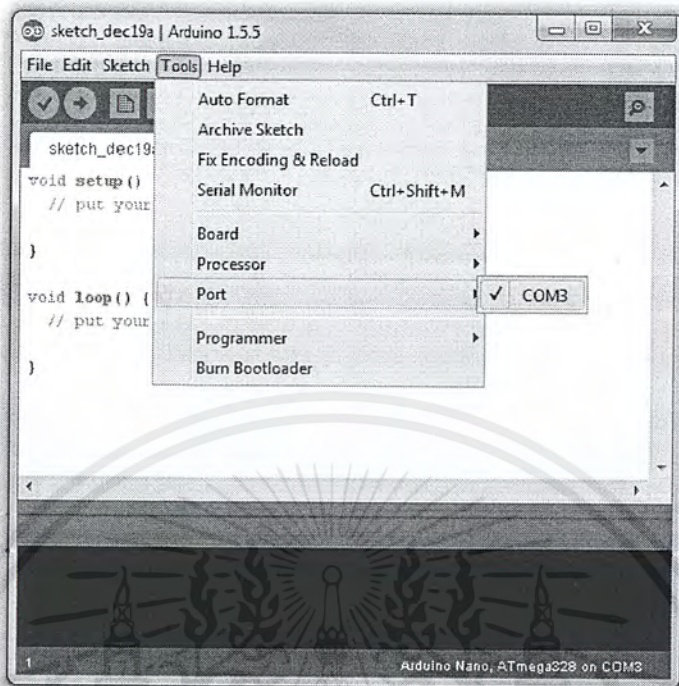 sketch_dec19a | Arduino 1.5.5
File Edit Sketch Tools Help
Auto Format Ctrl+T
Archive Sketch
Fix Encoding & Reload
Serial Monitor Ctrl+Shift+M
Board
Processor
Port
✓ COM3
Programmer
Burn Bootloader
sketch_dec19a
void setup()
// put your
}
void loop() {
// put your
}
1
Arduino Nano, ATmega328 on COM3